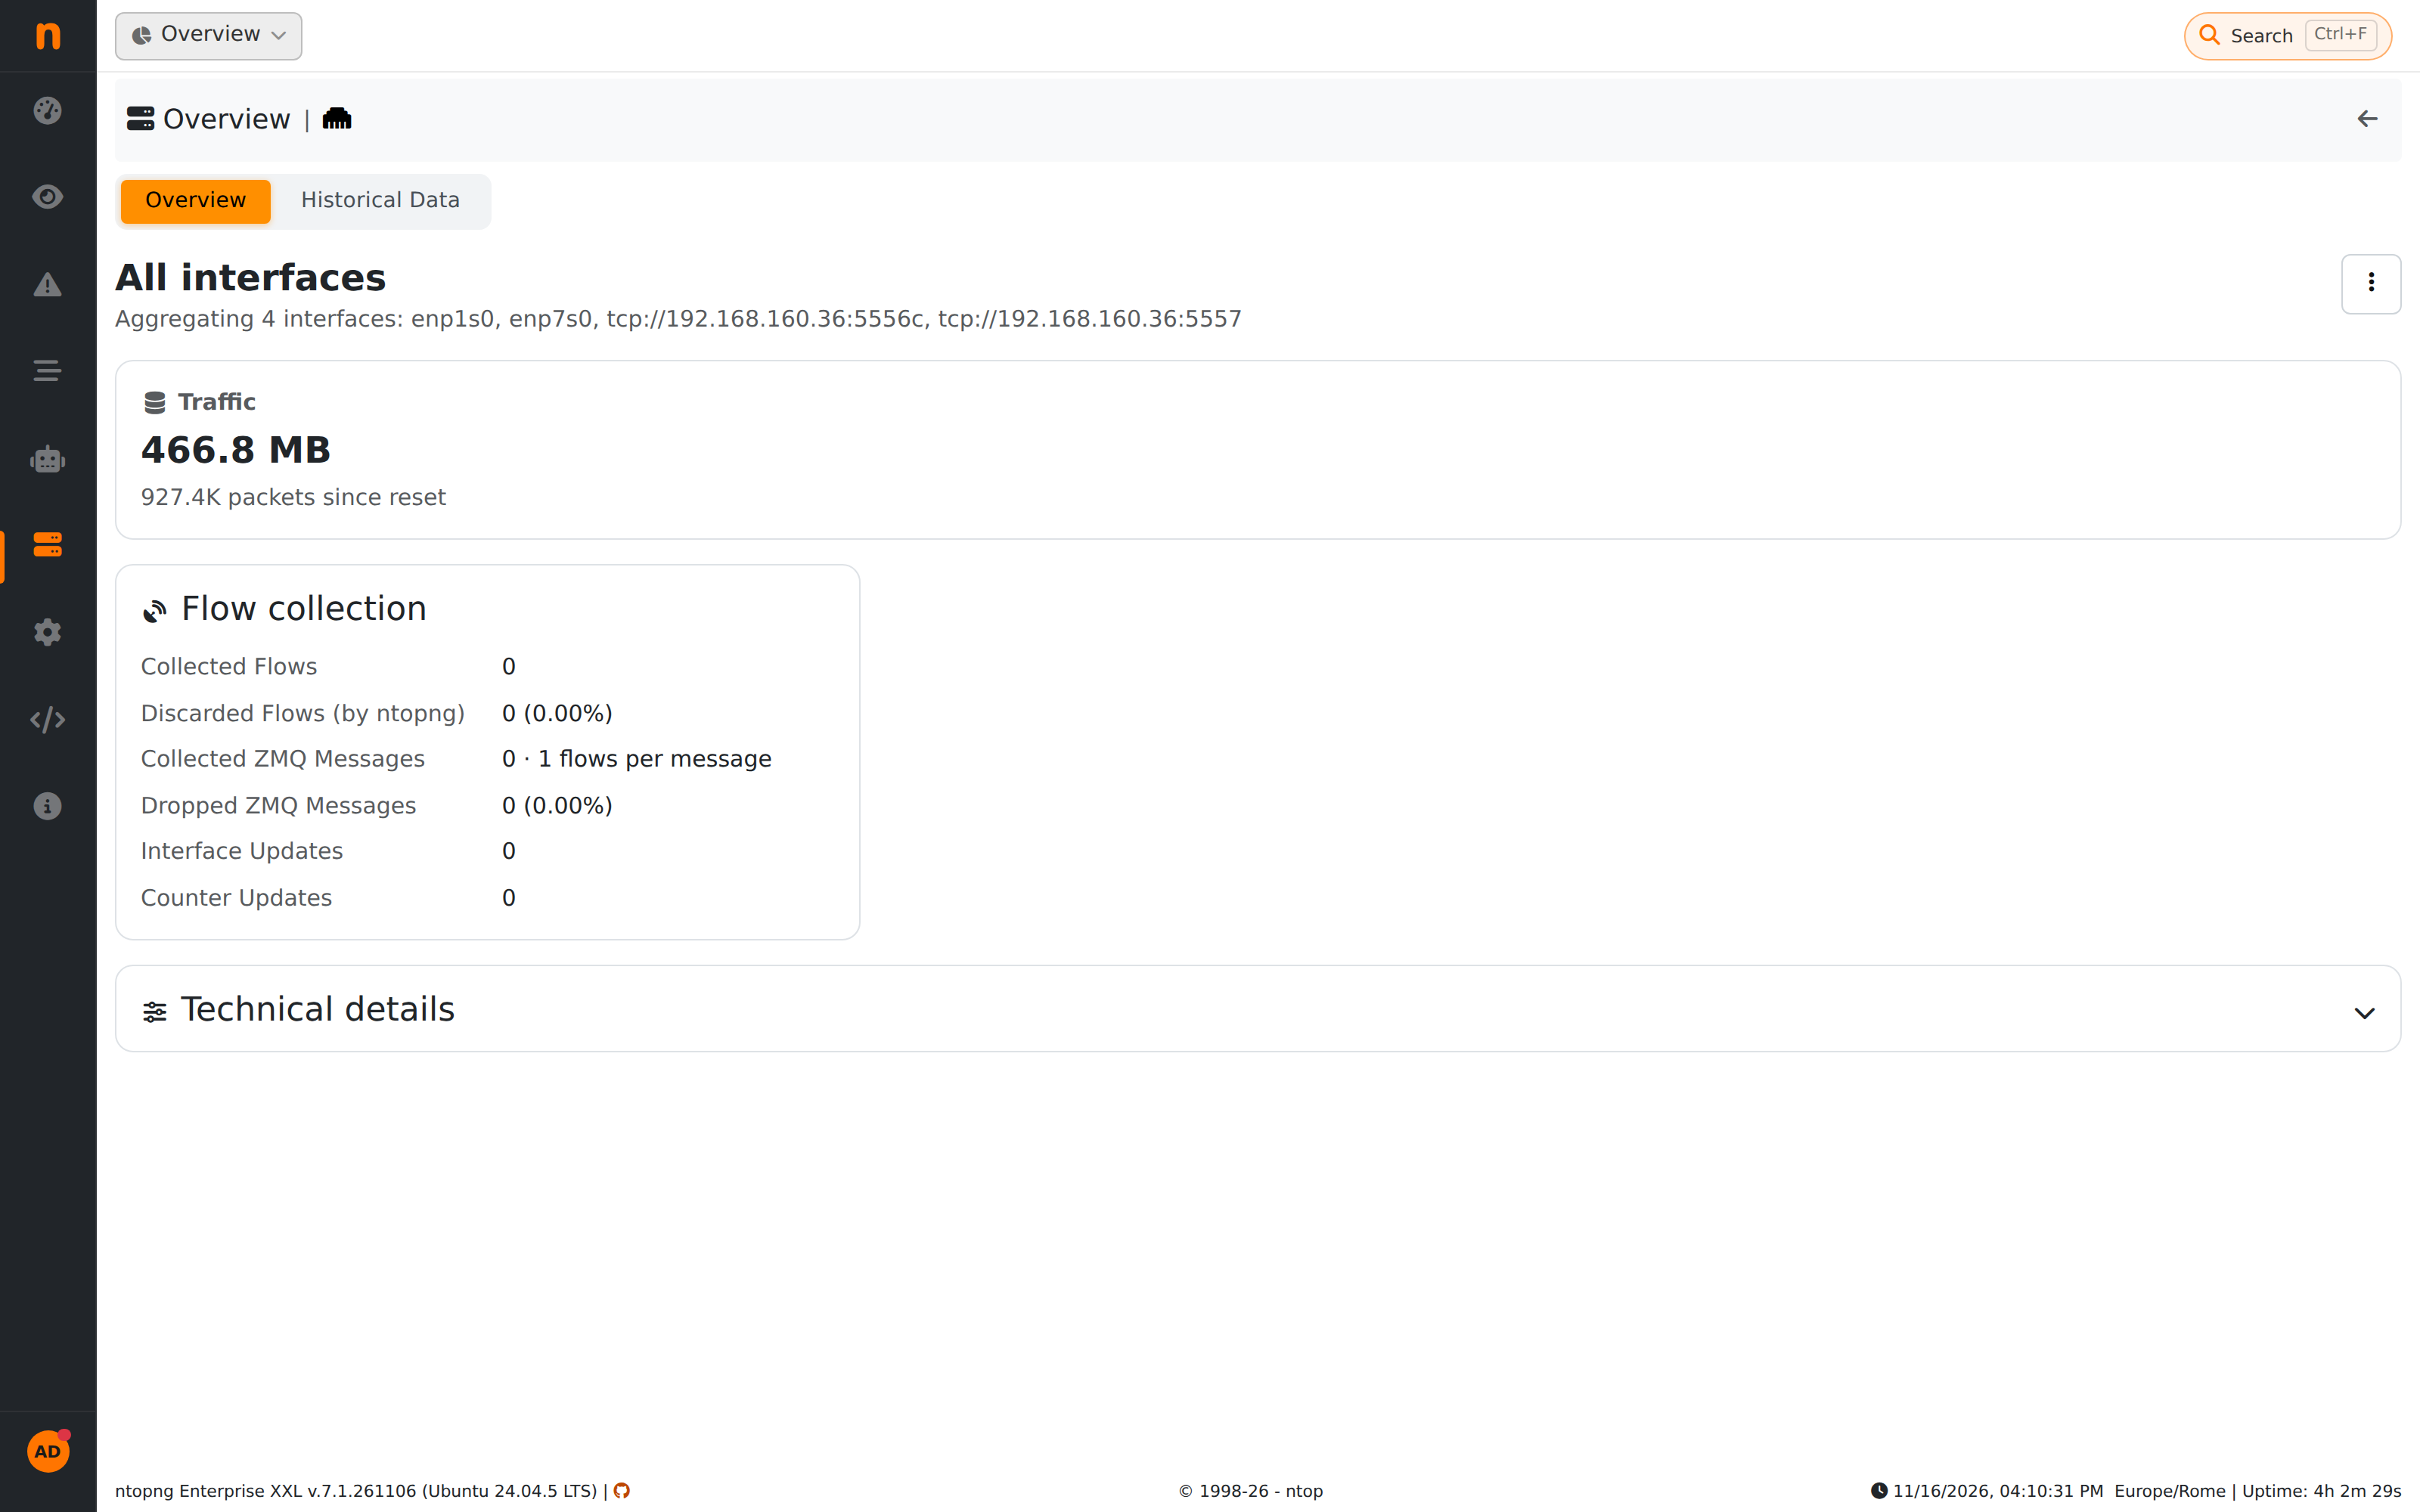 n
Overview
Search Ctrl+F
Overview |
Overview Historical Data
All interfaces
Aggregating 4 interfaces: enp1s0, enp7s0, tcp://192.168.160.36:5556c, tcp://192.168.160.36:5557
Traffic
466.8 MB
927.4K packets since reset
Flow collection
Collected Flows 0
Discarded Flows (by ntopng) 0 (0.00%)
Collected ZMQ Messages 0 · 1 flows per message
Dropped ZMQ Messages 0 (0.00%)
Interface Updates 0
Counter Updates 0
Technical details
AD
ntopng Enterprise XXL v.7.1.261106 (Ubuntu 24.04.5 LTS) |
© 1998-26 - ntop
11/16/2026, 04:10:31 PM Europe/Rome | Uptime: 4h 2m 29s